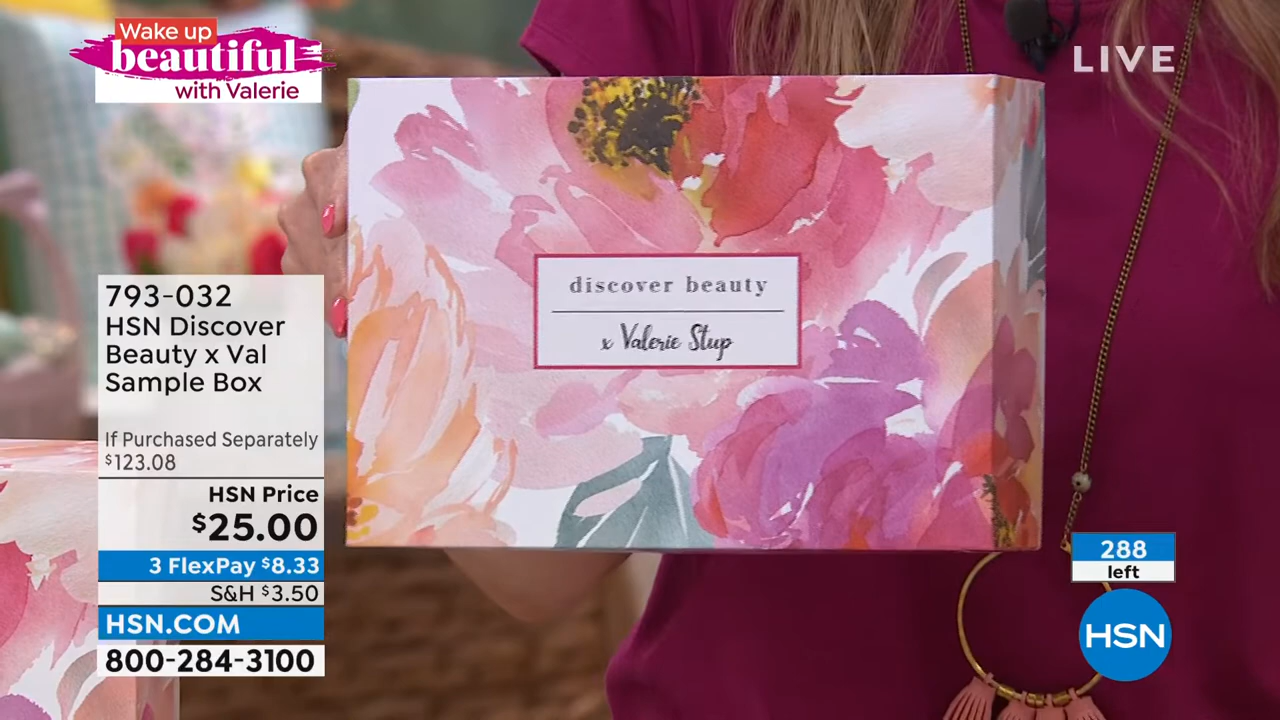 Wake up
beautiful
with Valerie
LIVE
793-032
HSN Discover
Beauty x Val
Sample Box
If Purchased Separately
$123.08
HSN Price
$25.00
3 FlexPay $8.33
S&H $3.50
HSN.COM
800-284-3100
discover beauty
x Valerie Stup
288
left
HSN